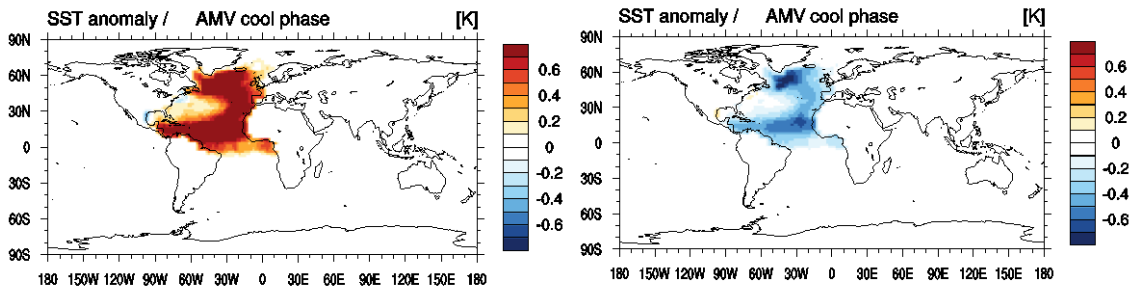 SST anomaly / AMV cool phase [K]
90N
60N
30N
0
30S
60S
90S
180 150W 120W 90W 60W 30W 0 30E 60E 90E 120E 150E 180
0.6
0.4
0.2
0
-0.2
-0.4
-0.6
SST anomaly / AMV cool phase [K]
90N
60N
30N
0
30S
60S
90S
180 150W 120W 90W 60W 30W 0 30E 60E 90E 120E 150E 180
0.6
0.4
0.2
0
-0.2
-0.4
-0.6